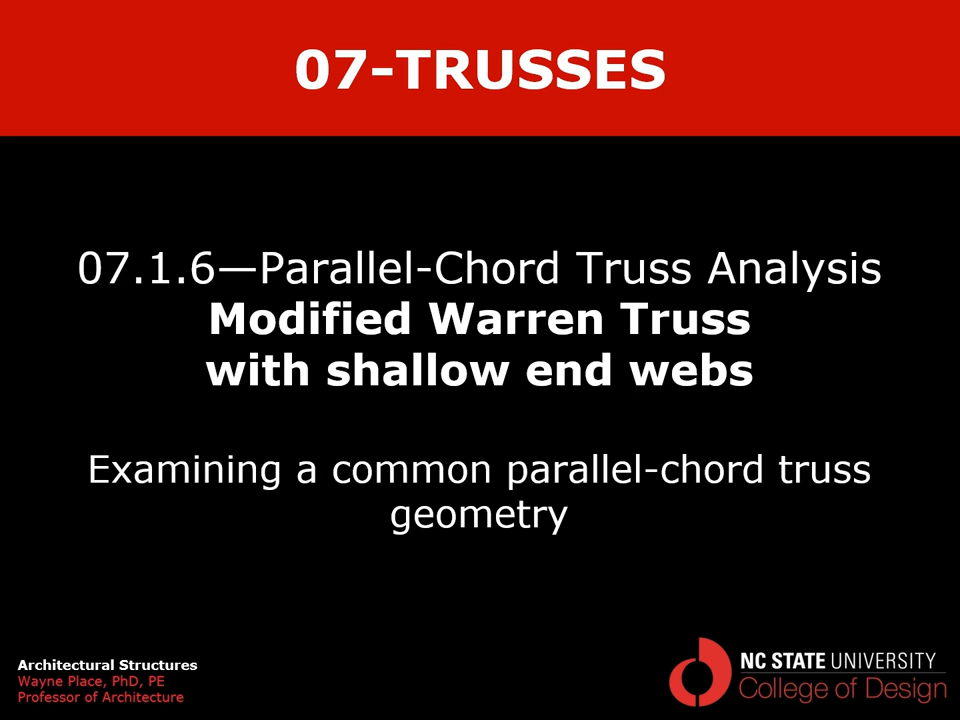 07-TRUSSES
07.1.6—Parallel-Chord Truss Analysis
Modified Warren Truss
with shallow end webs
Examining a common parallel-chord truss
geometry
Architectural Structures
Wayne Place, PhD, PE
Professor of Architecture
NC STATE UNIVERSITY
College of Design